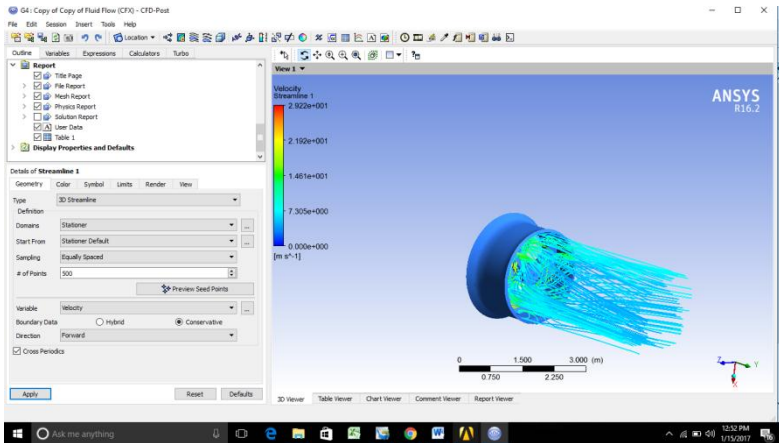 G4: Copy of Copy of Fluid Flow (CFX) - CFD-Post
File Edit Session Insert Tools Help
Location
Outline Variables Expressions Calculators Turbo
Report
Title Page
File Report
Mesh Report
Physics Report
Solution Report
User Data
Table 1
Display Properties and Defaults
Details of Streamline 1
Geometry Color Symbol Limits Render View
Type 3D Streamline
Definition
Domains Stationer
Start From Stationer Default
Sampling Equally Spaced
# of Points 500
Preview Seed Points
Variable Velocity
Boundary Data Hybrid Conservative
Direction Forward
Cross Periodics
Apply Reset Defaults
View 1
Velocity
Streamline 1
2.922e+001
2.192e+001
1.461e+001
7.305e+000
0.000e+000
[m s^-1]
ANSYS
R16.2
0 1.500 3.000 (m)
0.750 2.250
Z Y
X
3D Viewer Table Viewer Chart Viewer Comment Viewer Report Viewer
Ask me anything
12:52 PM
1/15/2017